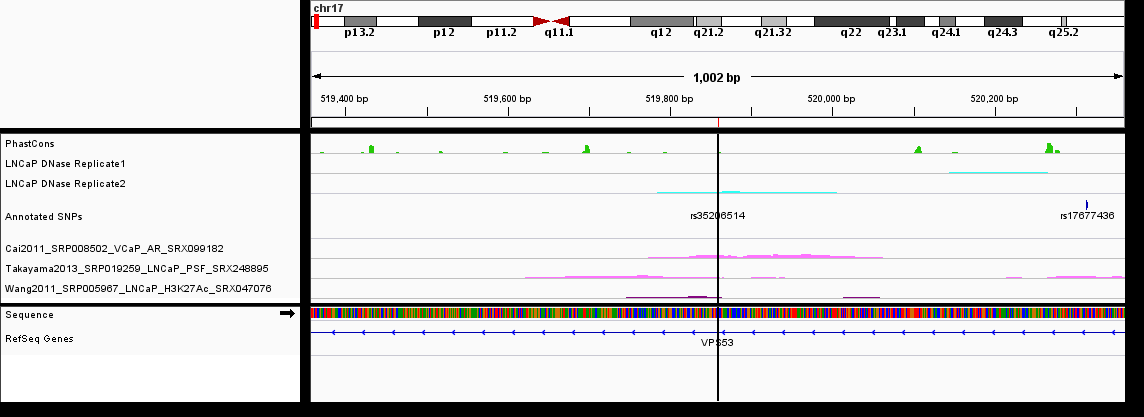 chr17
p13.2 p12 p11.2 q11.1 q12 q21.2 q21.32 q22 q23.1 q24.1 q24.3 q25.2
1,002 bp
519,400 bp 519,600 bp 519,800 bp 520,000 bp 520,200 bp
PhastCons
LNCaP DNase Replicate1
LNCaP DNase Replicate2
Annotated SNPs rs35206514 rs17677436
Cai2011_SRP008502_VCaP_AR_SRX099182
Takayama2013_SRP019259_LNCaP_PSF_SRX248895
Wang2011_SRP005967_LNCaP_H3K27Ac_SRX047076
Sequence
RefSeq Genes
VPS53